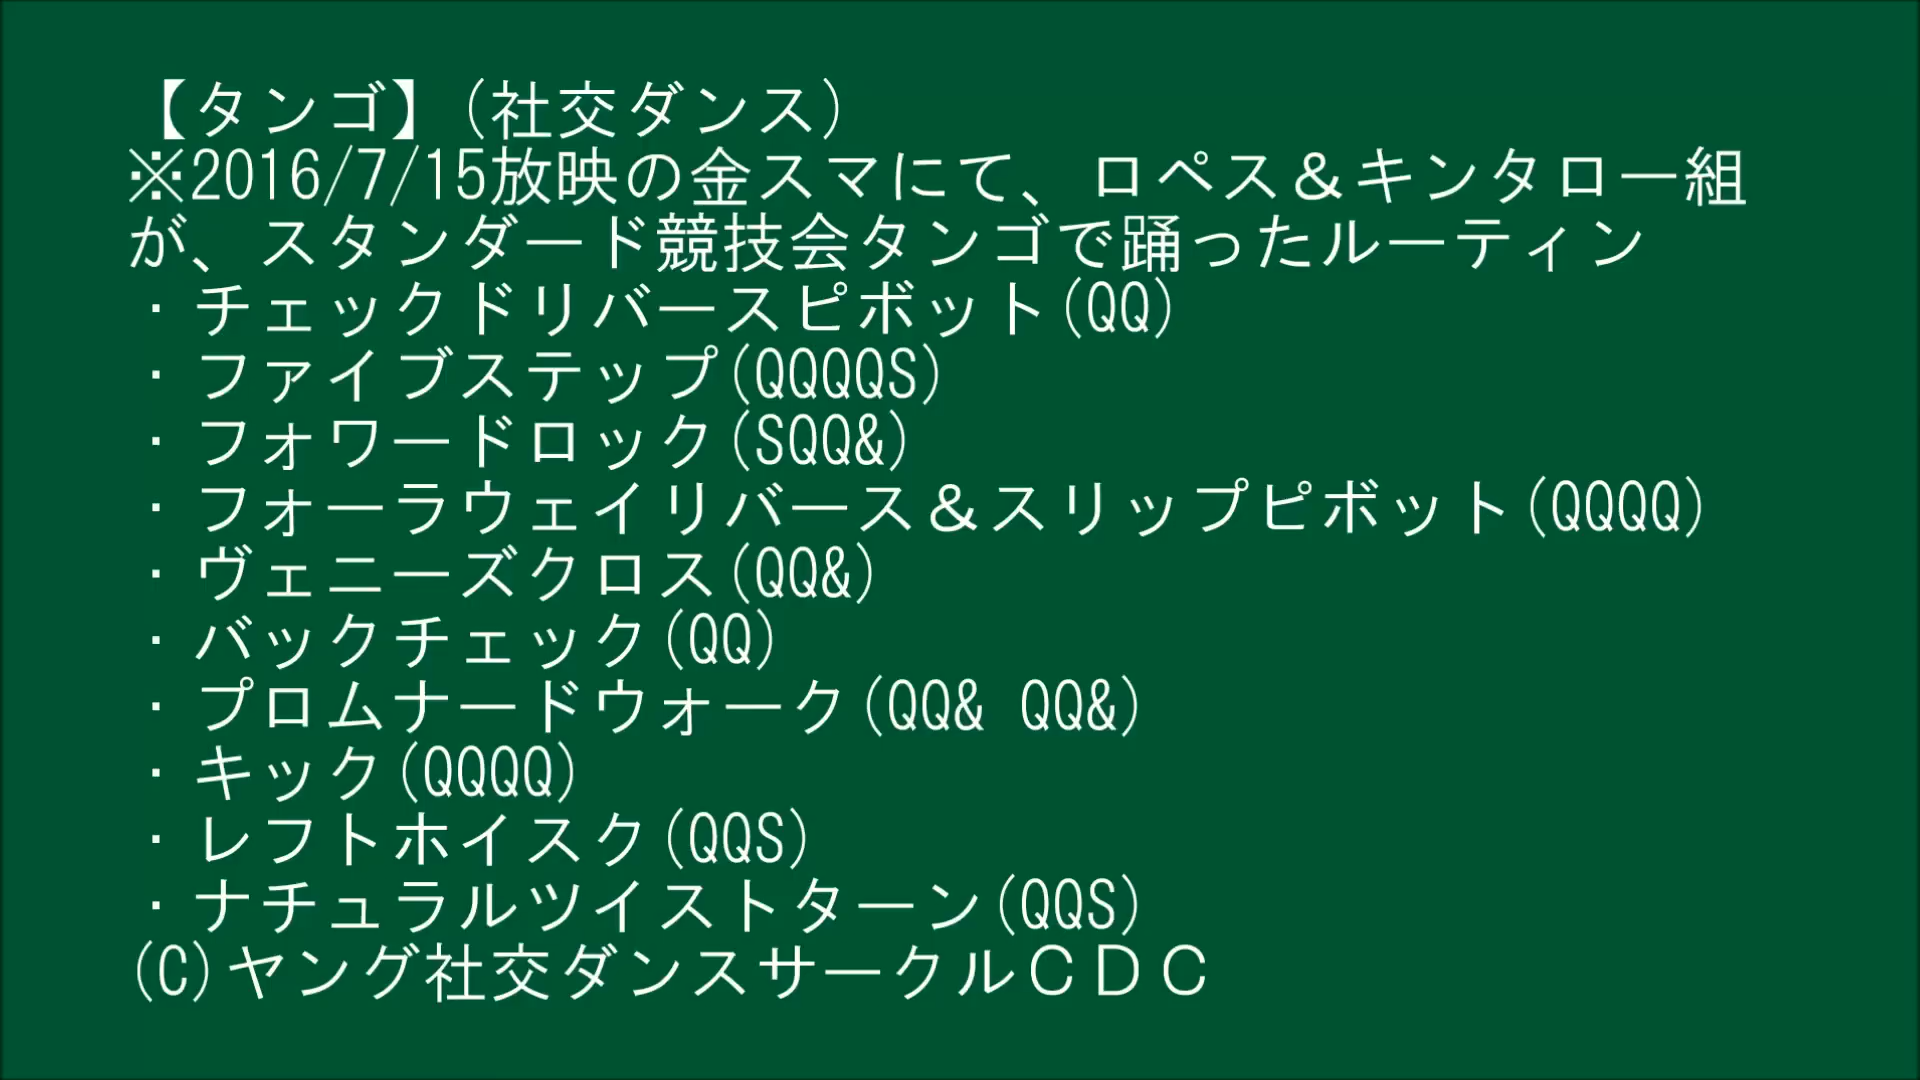 【タンゴ】(社交ダンス)
※2016/7/15放映の金スマにて、ロペス＆キンタロー組
が、スタンダード競技会タンゴで踊ったルーティン
・チェックドリバースピボット(QQ)
・ファイブステップ(QQQQS)
・フォワードロック(SQQ&)
・フォーラウェイリバース＆スリップピボット(QQQQ)
・ヴェニーズクロス(QQ&)
・バックチェック(QQ)
・プロムナードウォーク(QQ& QQ&)
・キック(QQQQ)
・レフトホイスク(QQS)
・ナチュラルツイストターン(QQS)
(C)ヤング社交ダンスサークルＣＤＣ